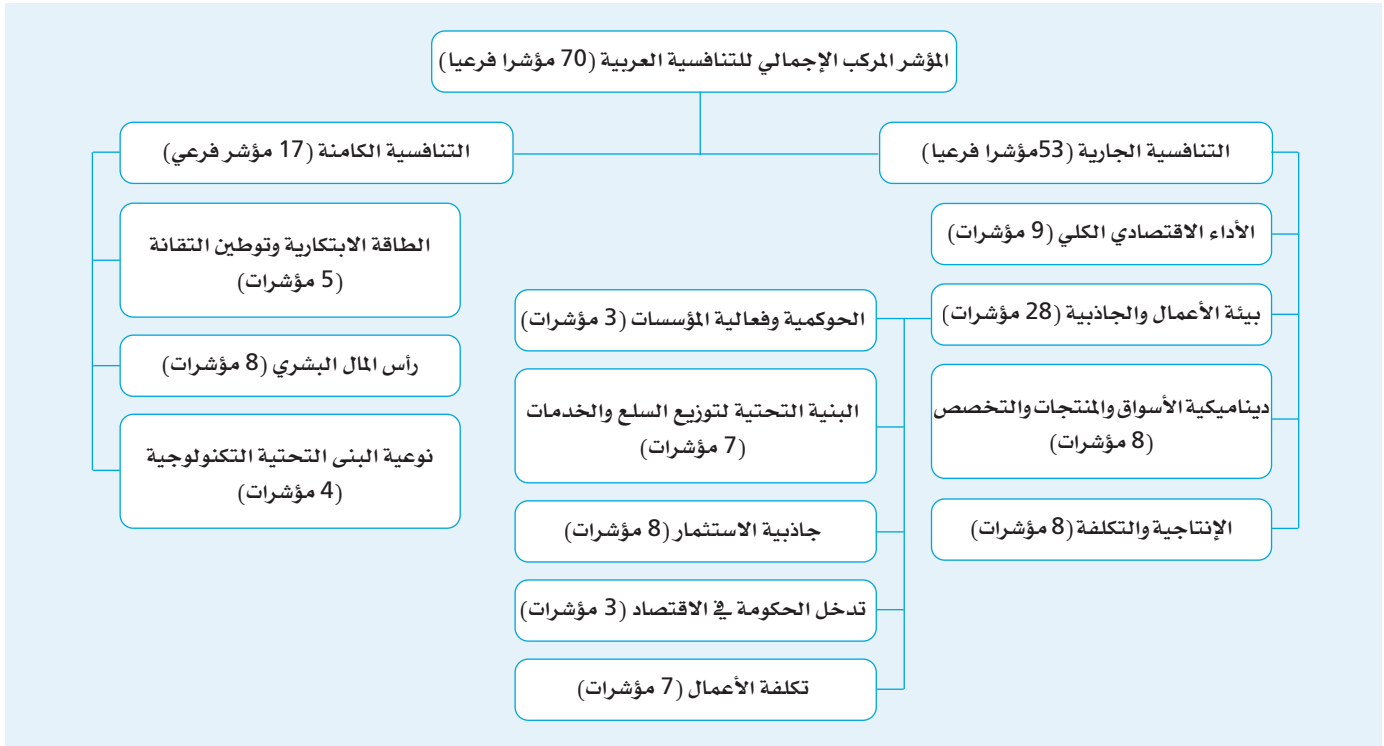 المؤشر المركب الإجمالي للتنافسية العربية (70 مؤشرا فرعيا)
التنافسية الجارية (53مؤشرا فرعيا)
الأداء الاقتصادي الكلي (9 مؤشرات)
بيئة الأعمال والجاذبية (28 مؤشرات)
ديناميكية الأسواق والمنتجات والتخصص
(8 مؤشرات)
الإنتاجية والتكلفة (8 مؤشرات)
الحوكمية وفعالية المؤسسات (3 مؤشرات)
البنية التحتية لتوزيع السلع والخدمات
(7 مؤشرات)
جاذبية الاستثمار (8 مؤشرات)
تدخل الحكومة في الاقتصاد (3 مؤشرات)
تكلفة الأعمال (7 مؤشرات)
التنافسية الكامنة (17 مؤشر فرعي)
الطاقة الابتكارية وتوطين التقانة
(5 مؤشرات)
رأس المال البشري (8 مؤشرات)
نوعية البنى التحتية التكنولوجية
(4 مؤشرات)